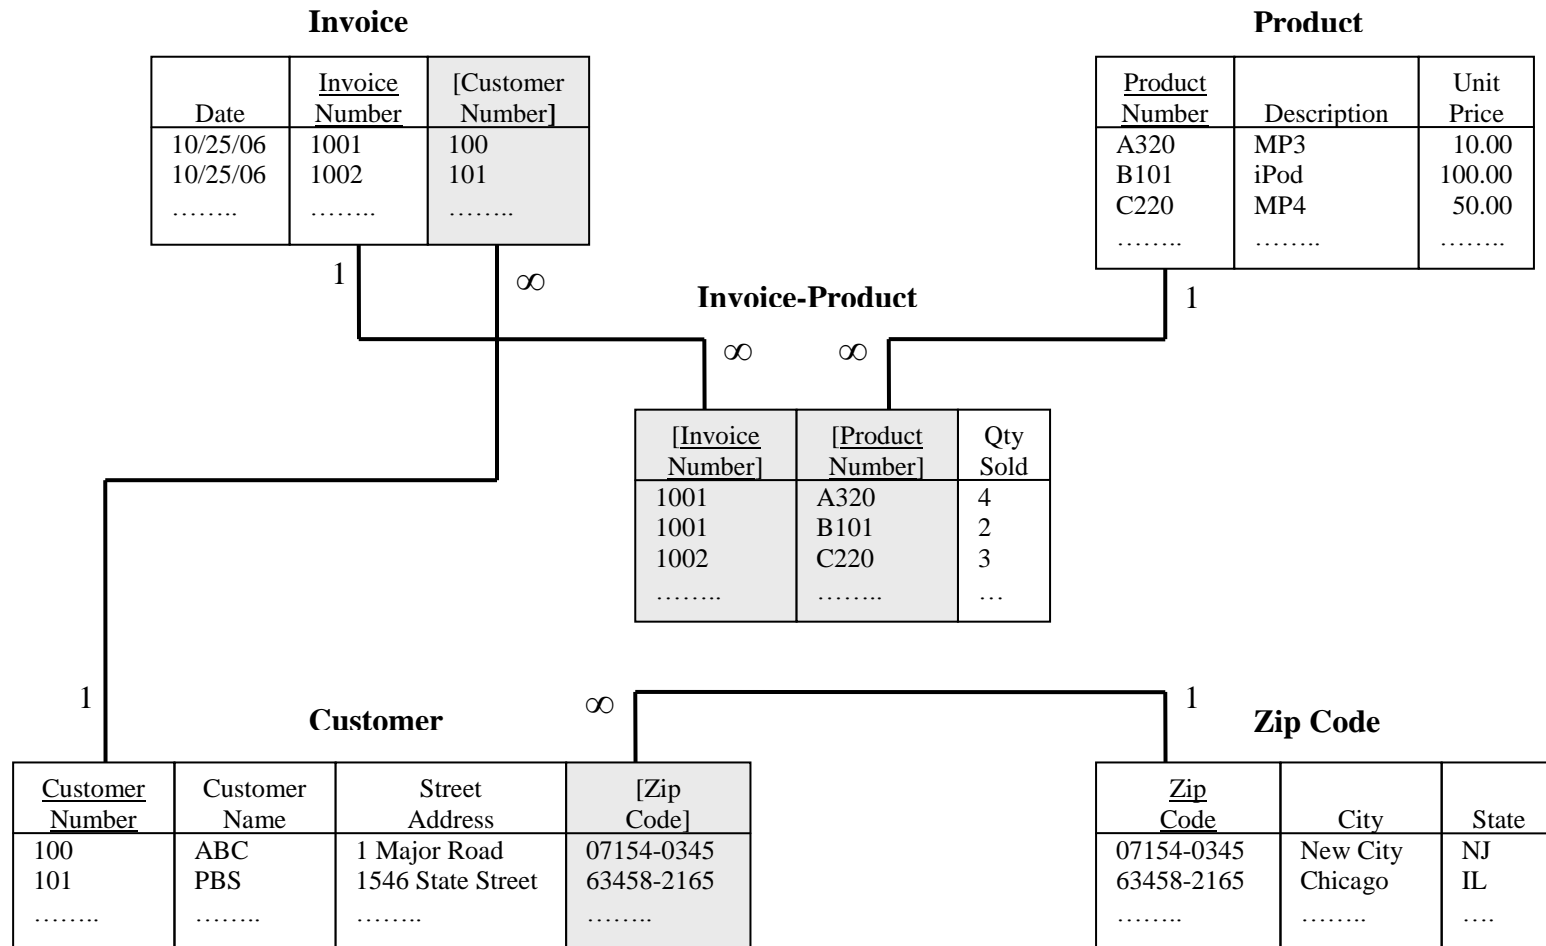 Invoice
Date Invoice Number [Customer Number]
10/25/06 1001 100
10/25/06 1002 101
…….. …….. ……..
Product
Product Number Description Unit Price
A320 MP3 10.00
B101 iPod 100.00
C220 MP4 50.00
…….. …….. ……..
1
∞
1
Invoice-Product
∞
∞
[Invoice Number] [Product Number] Qty Sold
1001 A320 4
1001 B101 2
1002 C220 3
…….. …….. …
1
∞
1
Customer
Customer Number Customer Name Street Address [Zip Code]
100 ABC 1 Major Road 07154-0345
101 PBS 1546 State Street 63458-2165
…….. …….. …….. ……..
Zip Code
Zip Code City State
07154-0345 New City NJ
63458-2165 Chicago IL
…….. …….. ….